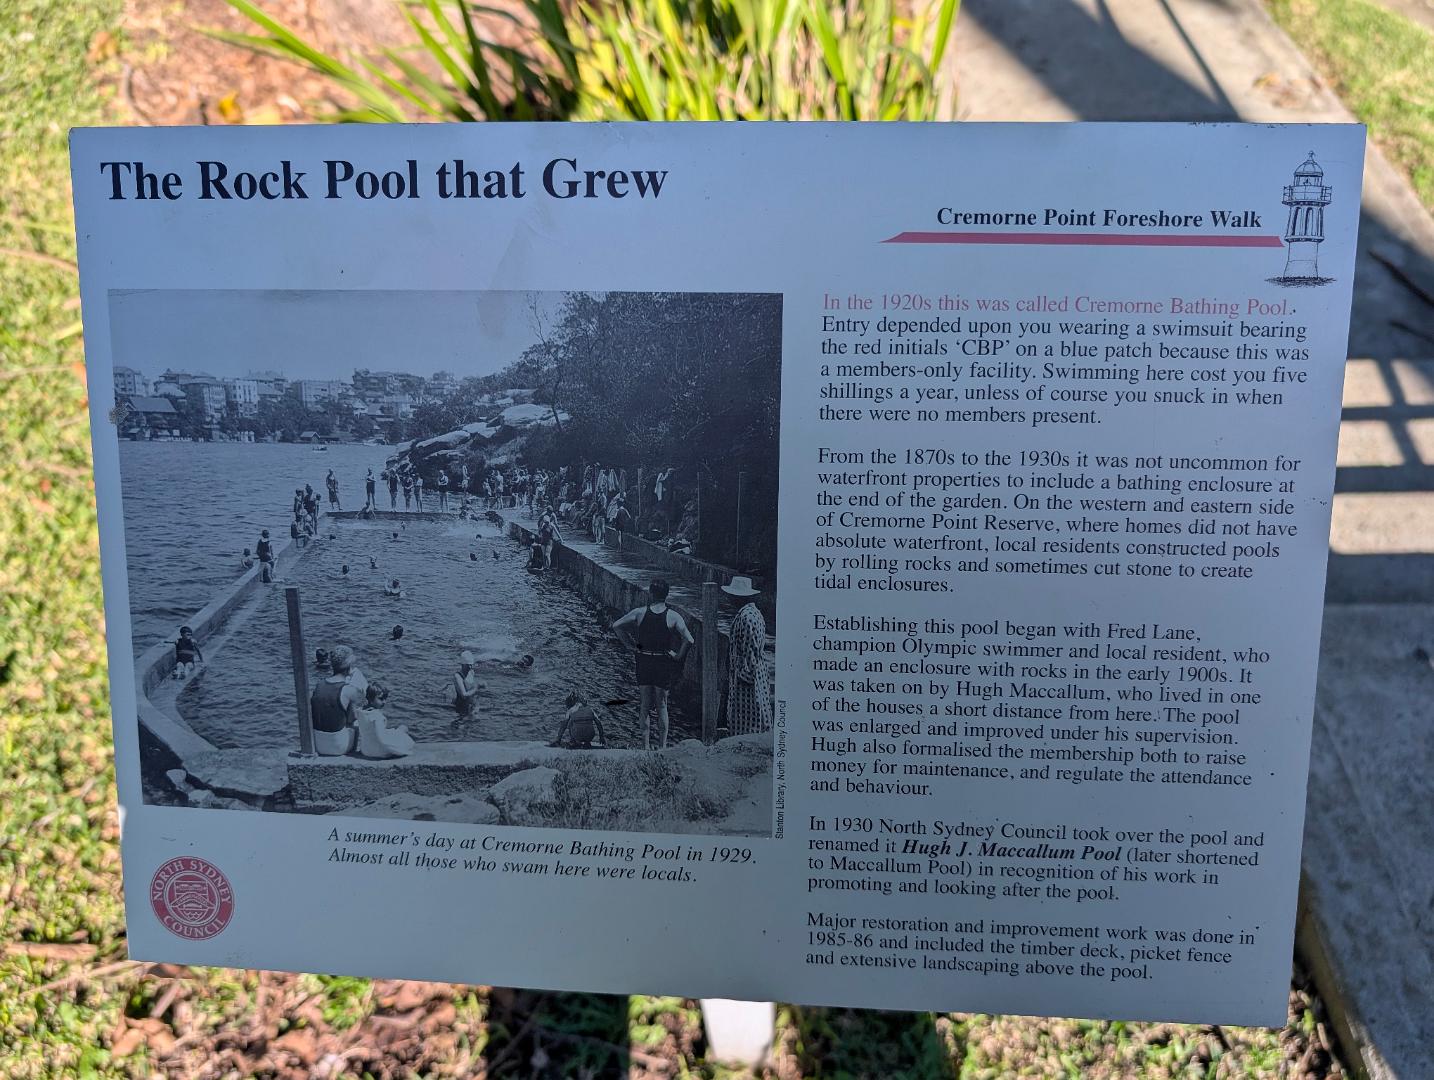 The Rock Pool that Grew
Cremorne Point Foreshore Walk
In the 1920s this was called Cremorne Bathing Pool.
Entry depended upon you wearing a swimsuit bearing
the red initials ‘CBP’ on a blue patch because this was
a members-only facility. Swimming here cost you five
shillings a year, unless of course you snuck in when
there were no members present.
From the 1870s to the 1930s it was not uncommon for
waterfront properties to include a bathing enclosure at
the end of the garden. On the western and eastern side
of Cremorne Point Reserve, where homes did not have
absolute waterfront, local residents constructed pools
by rolling rocks and sometimes cut stone to create
tidal enclosures.
Establishing this pool began with Fred Lane,
champion Olympic swimmer and local resident, who
made an enclosure with rocks in the early 1900s. It
was taken on by Hugh Maccallum, who lived in one
of the houses a short distance from here. The pool
was enlarged and improved under his supervision.
Hugh also formalised the membership both to raise
money for maintenance, and regulate the attendance
and behaviour.
In 1930 North Sydney Council took over the pool and
renamed it Hugh J. Maccallum Pool (later shortened
to Maccallum Pool) in recognition of his work in
promoting and looking after the pool.
Major restoration and improvement work was done in
1985-86 and included the timber deck, picket fence
and extensive landscaping above the pool.
Stanton Library, North Sydney Council
A summer’s day at Cremorne Bathing Pool in 1929.
Almost all those who swam here were locals.
NORTH SYDNEY
COUNCIL